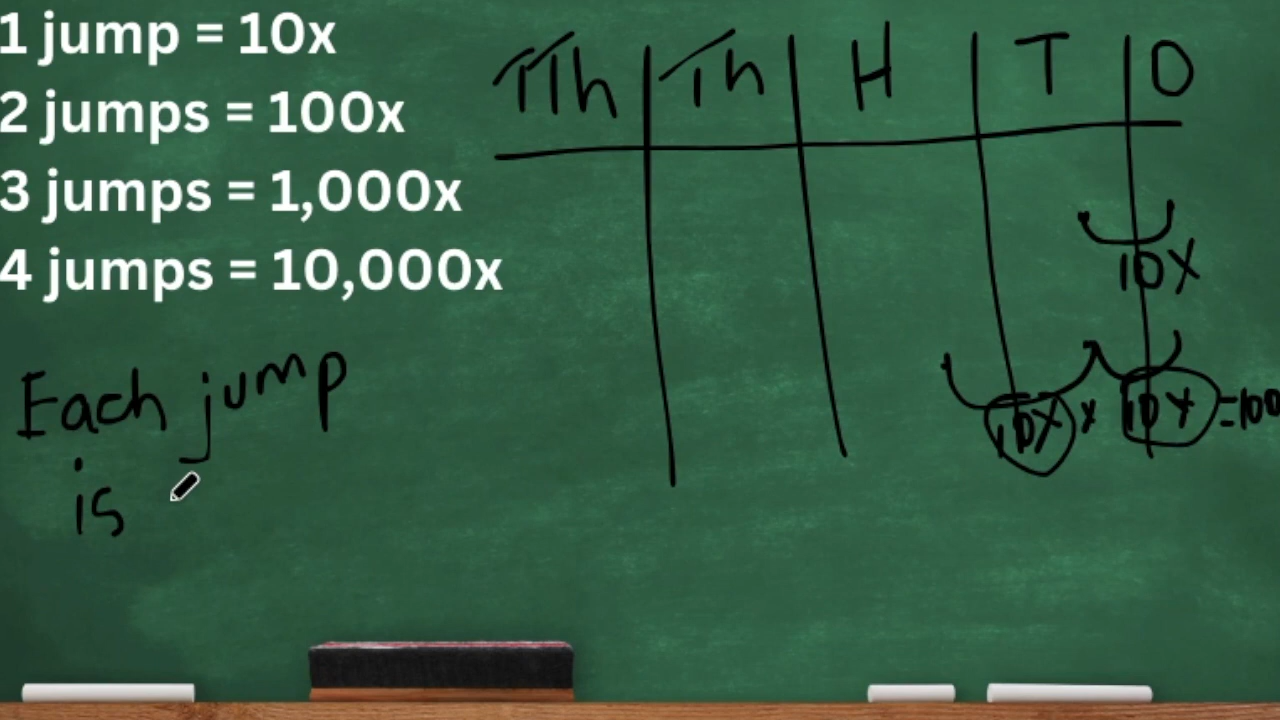 1 jump = 10x
2 jumps = 100x
3 jumps = 1,000x
4 jumps = 10,000x
TTh Th H T O
10X
10X x 10X =100
Each jump
is